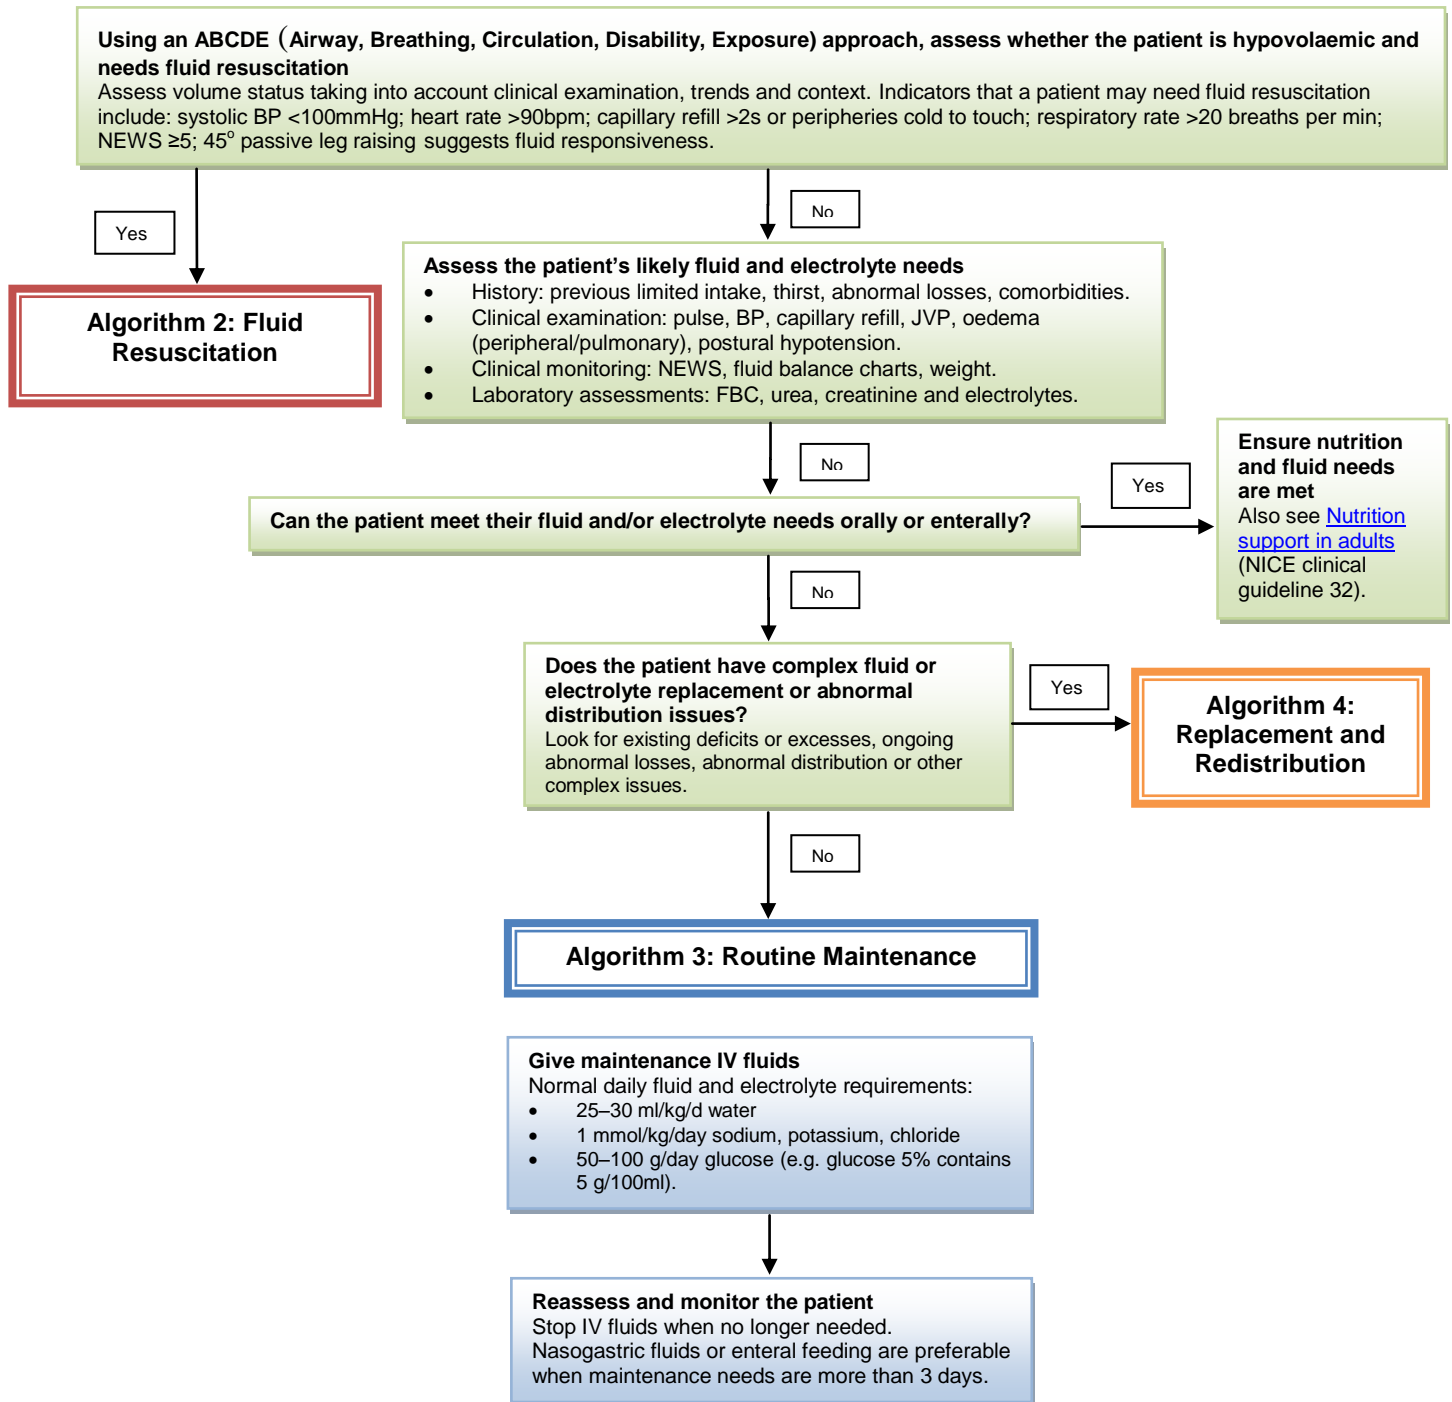 Using an ABCDE (Airway, Breathing, Circulation, Disability, Exposure) approach, assess whether the patient is hypovolaemic and
needs fluid resuscitation
Assess volume status taking into account clinical examination, trends and context. Indicators that a patient may need fluid resuscitation
include: systolic BP <100mmHg; heart rate >90bpm; capillary refill >2s or peripheries cold to touch; respiratory rate >20 breaths per min;
NEWS ≥5; 45° passive leg raising suggests fluid responsiveness.
Yes
No
Algorithm 2: Fluid
Resuscitation
Assess the patient’s likely fluid and electrolyte needs
• History: previous limited intake, thirst, abnormal losses, comorbidities.
• Clinical examination: pulse, BP, capillary refill, JVP, oedema
(peripheral/pulmonary), postural hypotension.
• Clinical monitoring: NEWS, fluid balance charts, weight.
• Laboratory assessments: FBC, urea, creatinine and electrolytes.
No
Can the patient meet their fluid and/or electrolyte needs orally or enterally?
Yes
Ensure nutrition
and fluid needs
are met
Also see Nutrition
support in adults
(NICE clinical
guideline 32).
No
Does the patient have complex fluid or
electrolyte replacement or abnormal
distribution issues?
Look for existing deficits or excesses, ongoing
abnormal losses, abnormal distribution or other
complex issues.
Yes
Algorithm 4:
Replacement and
Redistribution
No
Algorithm 3: Routine Maintenance
Give maintenance IV fluids
Normal daily fluid and electrolyte requirements:
• 25–30 ml/kg/d water
• 1 mmol/kg/day sodium, potassium, chloride
• 50–100 g/day glucose (e.g. glucose 5% contains
5 g/100ml).
Reassess and monitor the patient
Stop IV fluids when no longer needed.
Nasogastric fluids or enteral feeding are preferable
when maintenance needs are more than 3 days.